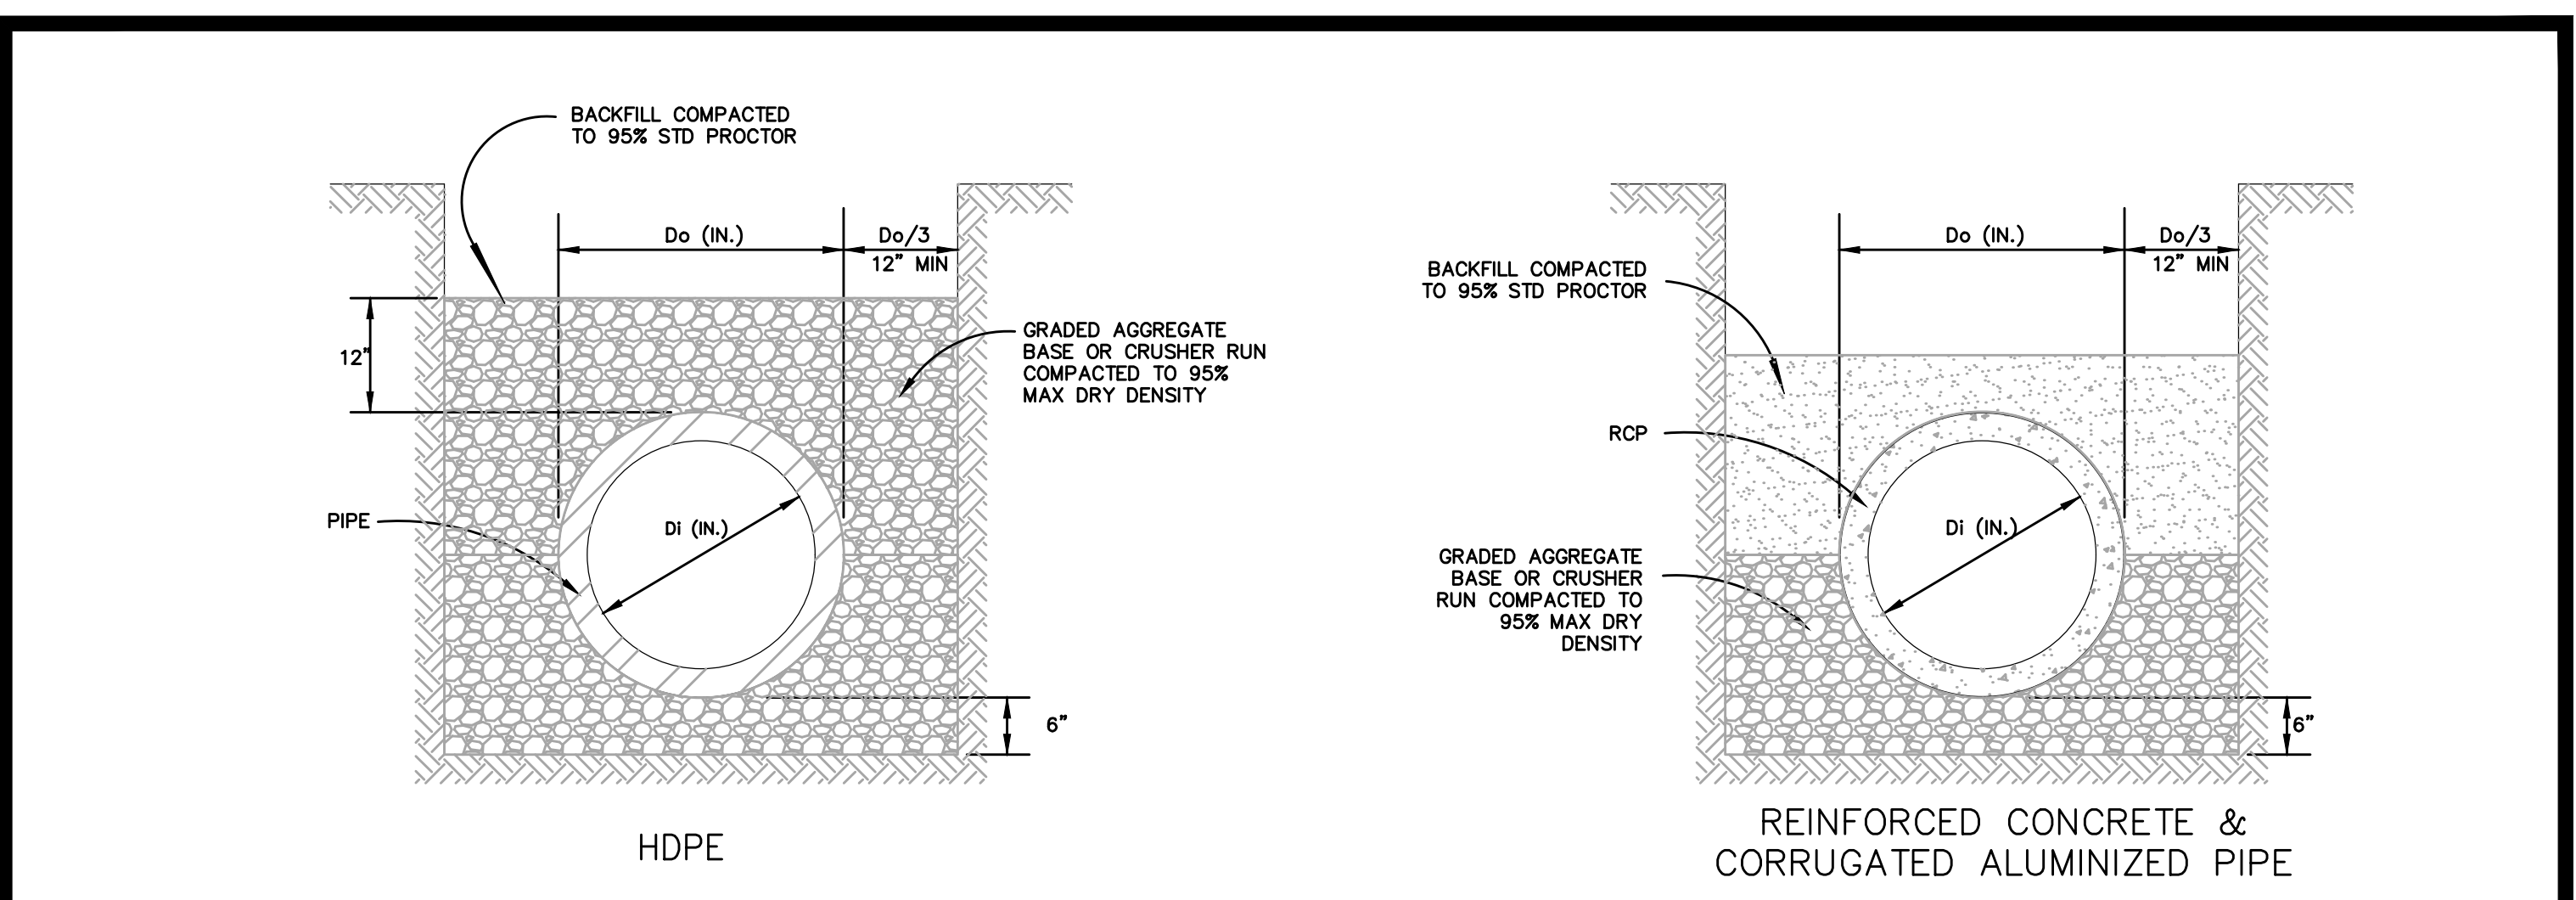 BACKFILL COMPACTED
TO 95% STD PROCTOR
Do (IN.)
Do/3
12" MIN
12"
GRADED AGGREGATE
BASE OR CRUSHER RUN
COMPACTED TO 95%
MAX DRY DENSITY
PIPE
Di (IN.)
6"
HDPE
Do (IN.)
Do/3
12" MIN
BACKFILL COMPACTED
TO 95% STD PROCTOR
RCP
Di (IN.)
GRADED AGGREGATE
BASE OR CRUSHER
RUN COMPACTED TO
95% MAX DRY
DENSITY
6"
REINFORCED CONCRETE &
CORRUGATED ALUMINIZED PIPE